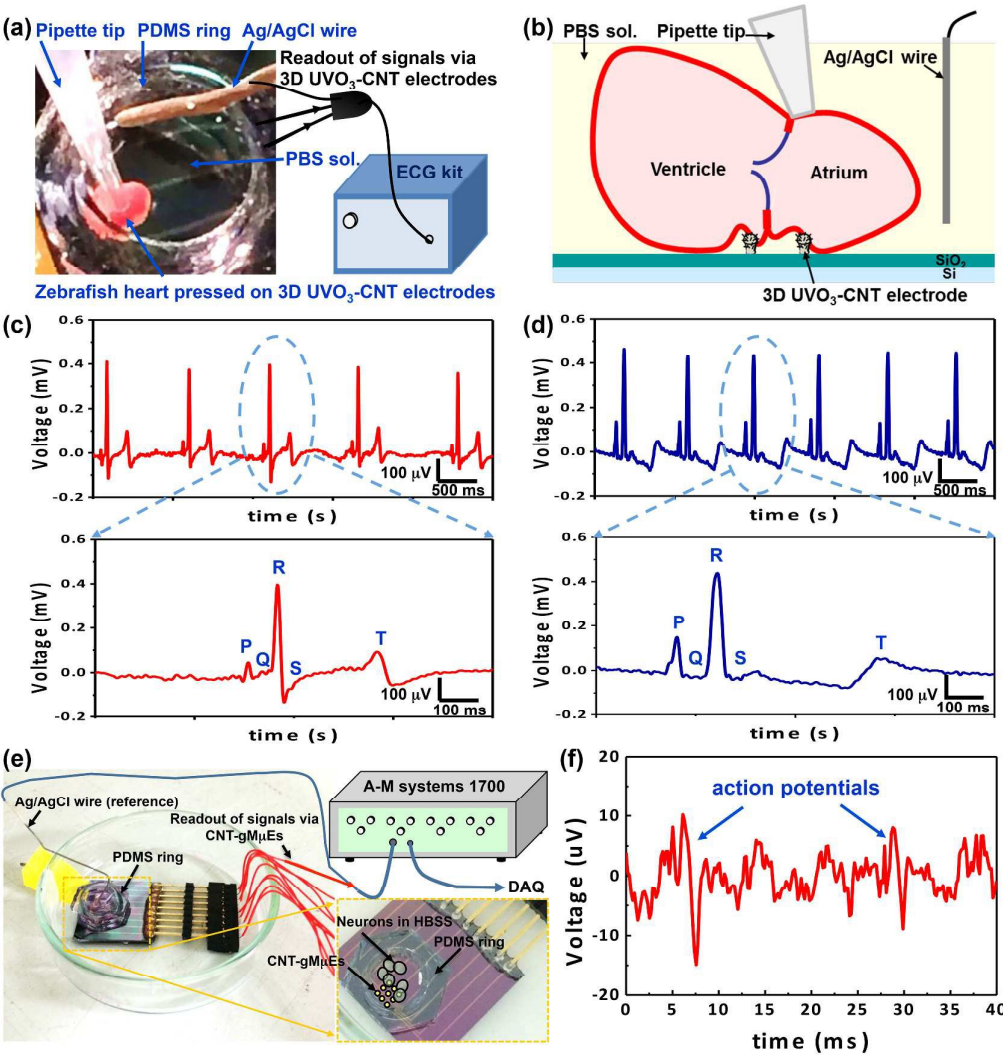 (a)
Pipette tip PDMS ring Ag/AgCl wire
Readout of signals via
3D UVO₃-CNT electrodes
PBS sol.
ECG kit
Zebrafish heart pressed on 3D UVO₃-CNT electrodes
(b)
PBS sol. Pipette tip
Ag/AgCl wire
Ventricle
Atrium
SiO₂
Si
3D UVO₃-CNT electrode
(c)
0.6
0.4
0.2
0.0
-0.2
Voltage (mV)
100 µV
500 ms
time (s)
0.6
0.4
0.2
0.0
-0.2
Voltage (mV)
P
Q
R
S
T
100 µV
100 ms
time (s)
(d)
0.6
0.4
0.2
0.0
-0.2
Voltage (mV)
100 µV
500 ms
time (s)
0.6
0.4
0.2
0.0
-0.2
Voltage (mV)
P
Q
R
S
T
100 µV
100 ms
time (s)
(e)
Ag/AgCl wire (reference)
PDMS ring
Readout of signals via
CNT-gMµEs
A-M systems 1700
DAQ
Neurons in HBSS
PDMS ring
CNT-gMµEs
(f)
20
10
0
-10
-20
Voltage (uV)
action potentials
0 5 10 15 20 25 30 35 40
time (ms)